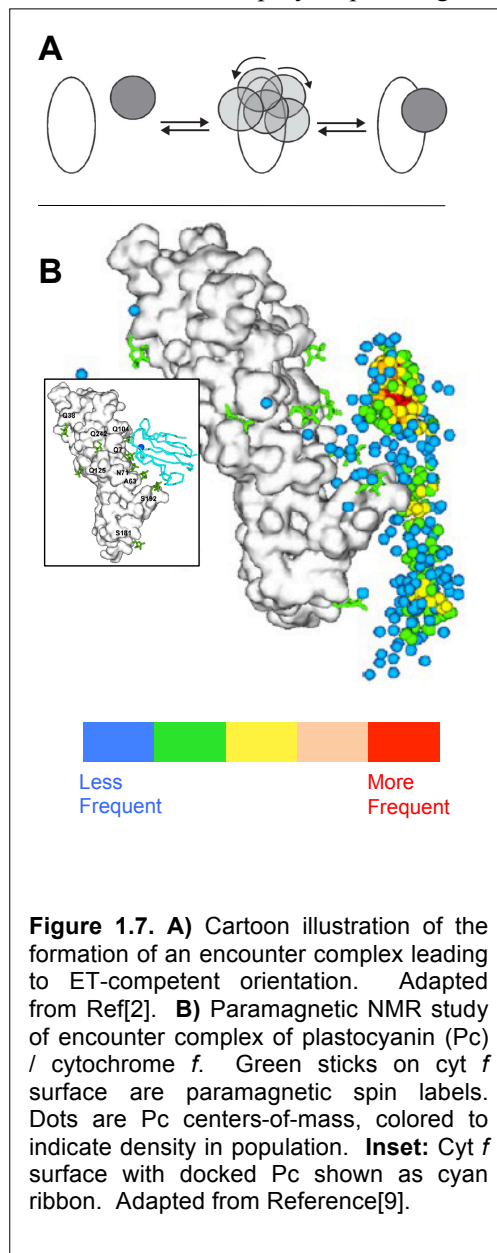 A
B
Q38
Q242
Q104
Q7
Q125
N71
A63
S192
S181
Less
Frequent
More
Frequent
Figure 1.7. A) Cartoon illustration of the
formation of an encounter complex leading
to ET-competent orientation. Adapted
from Ref[2]. B) Paramagnetic NMR study
of encounter complex of plastocyanin (Pc)
/ cytochrome f. Green sticks on cyt f
surface are paramagnetic spin labels.
Dots are Pc centers-of-mass, colored to
indicate density in population. Inset: Cyt f
surface with docked Pc shown as cyan
ribbon. Adapted from Reference[9].